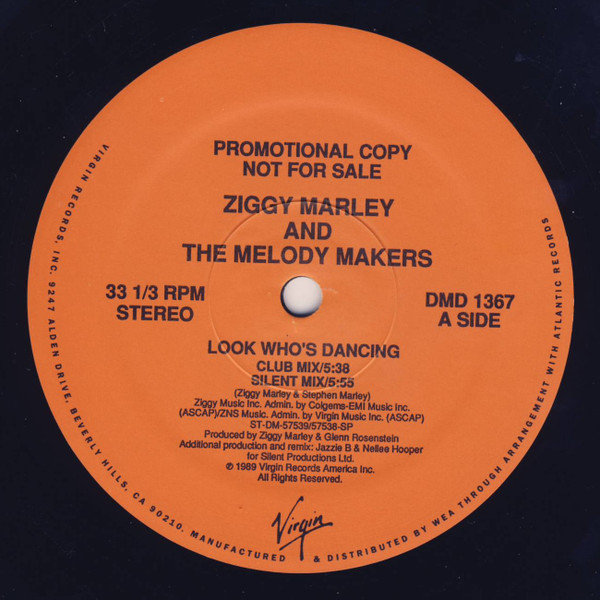 PROMOTIONAL COPY
NOT FOR SALE
ZIGGY MARLEY
AND
THE MELODY MAKERS
33 1/3 RPM
STEREO
DMD 1367
A SIDE
LOOK WHO'S DANCING
CLUB MIX/5:38
SILENT MIX/5:55
(Ziggy Marley & Stephen Marley)
Ziggy Music Inc. Admin. by Colgems-EMI Music Inc.
(ASCAP)/ZNS Music. Admin. by Virgin Music Inc. (ASCAP)
ST-DM-57539/57538-SP
Produced by Ziggy Marley & Glenn Rosenstein
Additional production and remix: Jazzie B & Nellee Hooper
for Silent Productions Ltd.
℗ 1989 Virgin Records America Inc.
All Rights Reserved.
Virgin
VIRGIN RECORDS, INC. 9247 ALDEN DRIVE, BEVERLY HILLS, CA 90210. MANUFACTURED & DISTRIBUTED BY WEA THROUGH ARRANGEMENT WITH ATLANTIC RECORDS